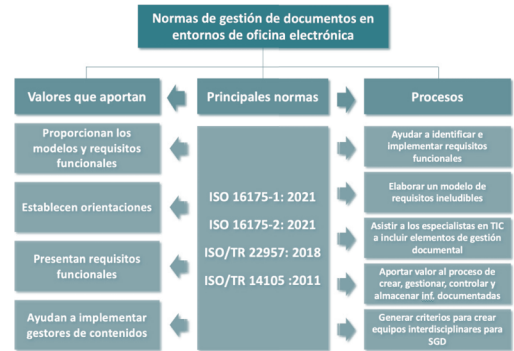 Normas de gestión de documentos en
entornos de oficina electrónica
Valores que aportan
Principales normas
Procesos
Proporcionan los
modelos y requisitos
funcionales
Establecen orientaciones
Presentan requisitos
funcionales
Ayudan a implementar
gestores de contenidos
ISO 16175-1: 2021
ISO 16175-2: 2021
ISO/TR 22957: 2018
ISO/TR 14105 :2011
Ayudar a identificar e
implementar requisitos
funcionales
Elaborar un modelo de
requisitos ineludibles
Asistir a los especialistas en TIC
a incluir elementos de gestión
documental
Aportar valor al proceso de
crear, gestionar, controlar y
almacenar inf. documentadas
Generar criterios para crear
equipos interdisciplinares para
SGD